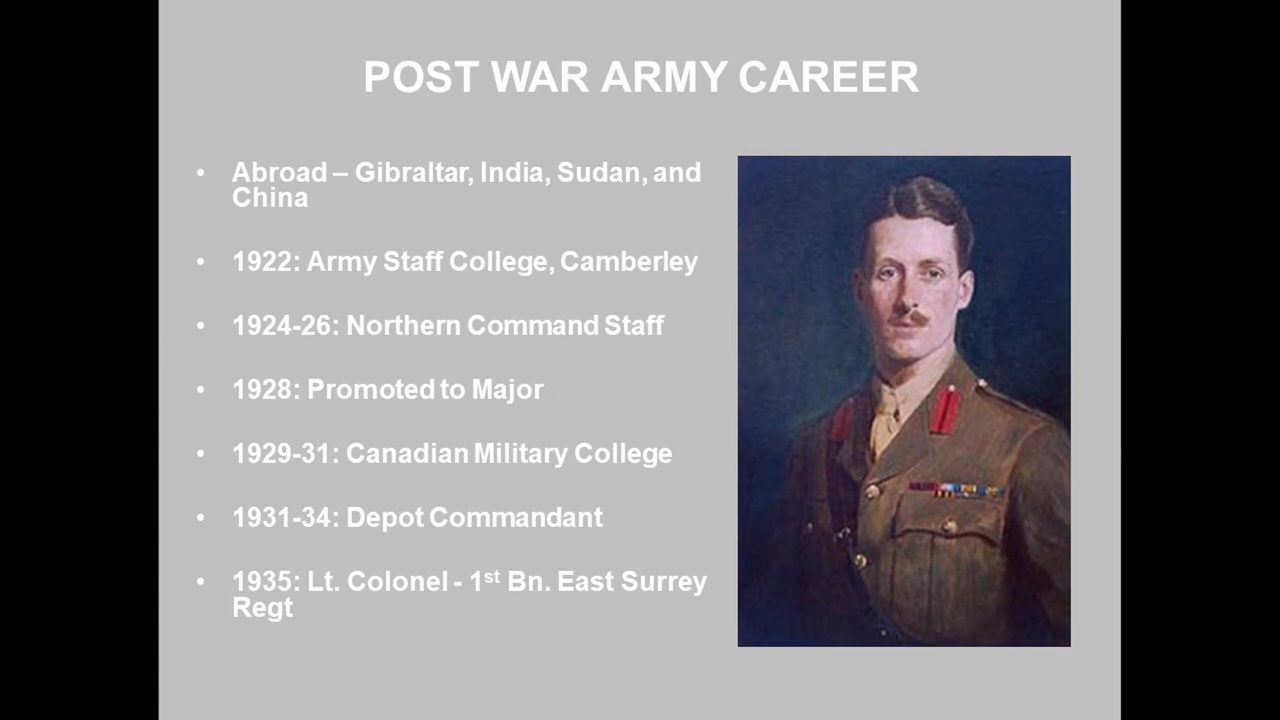 POST WAR ARMY CAREER
• Abroad – Gibraltar, India, Sudan, and
China
• 1922: Army Staff College, Camberley
• 1924-26: Northern Command Staff
• 1928: Promoted to Major
• 1929-31: Canadian Military College
• 1931-34: Depot Commandant
• 1935: Lt. Colonel - 1st Bn. East Surrey
Regt